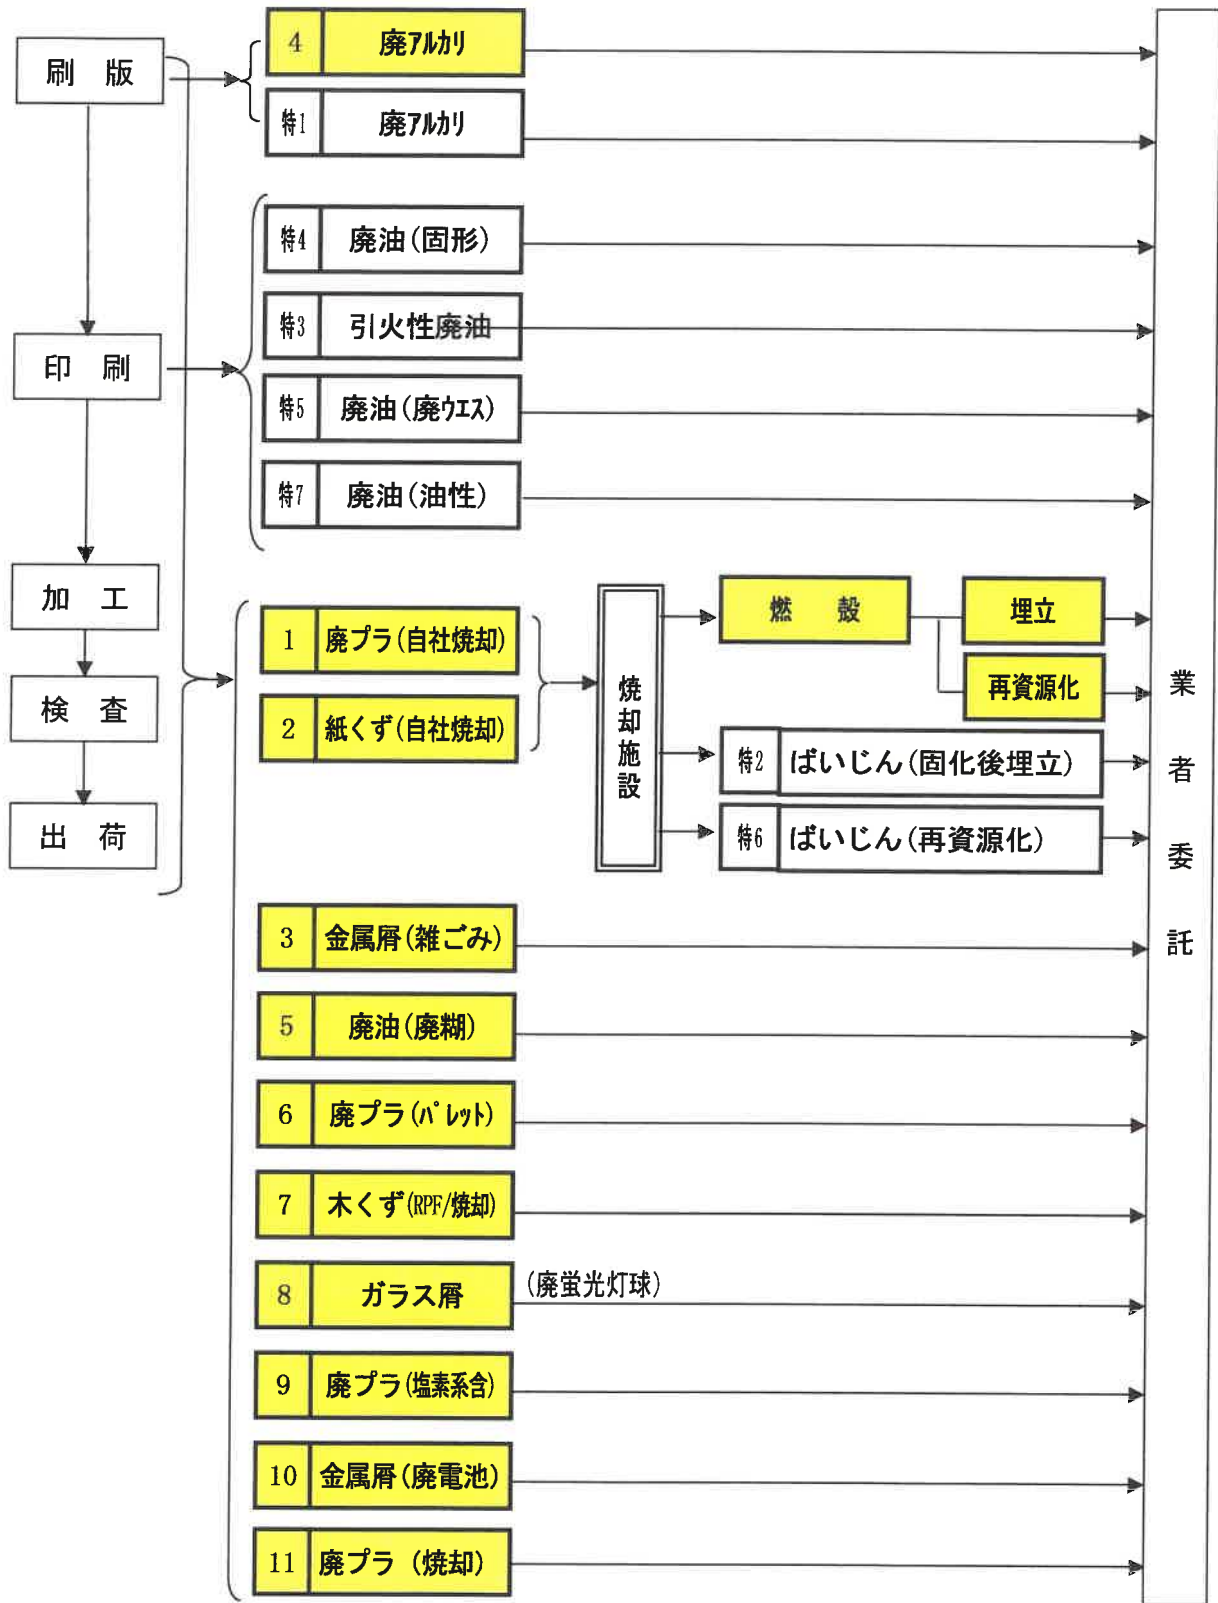 刷 版
印 刷
加 工
検 査
出 荷
4 廃アルカリ
特1 廃アルカリ
特4 廃油(固形)
特3 引火性廃油
特5 廃油(廃ウエス)
特7 廃油(油性)
1 廃プラ(自社焼却)
2 紙くず(自社焼却)
焼却施設
燃 殻
埋立
再資源化
特2 ばいじん(固化後埋立)
特6 ばいじん(再資源化)
3 金属屑(雑ごみ)
5 廃油(廃糊)
6 廃プラ(パレット)
7 木くず(RPF/焼却)
8 ガラス屑 (廃蛍光灯球)
9 廃プラ(塩素系含)
10 金属屑(廃電池)
11 廃プラ (焼却)
業者委託